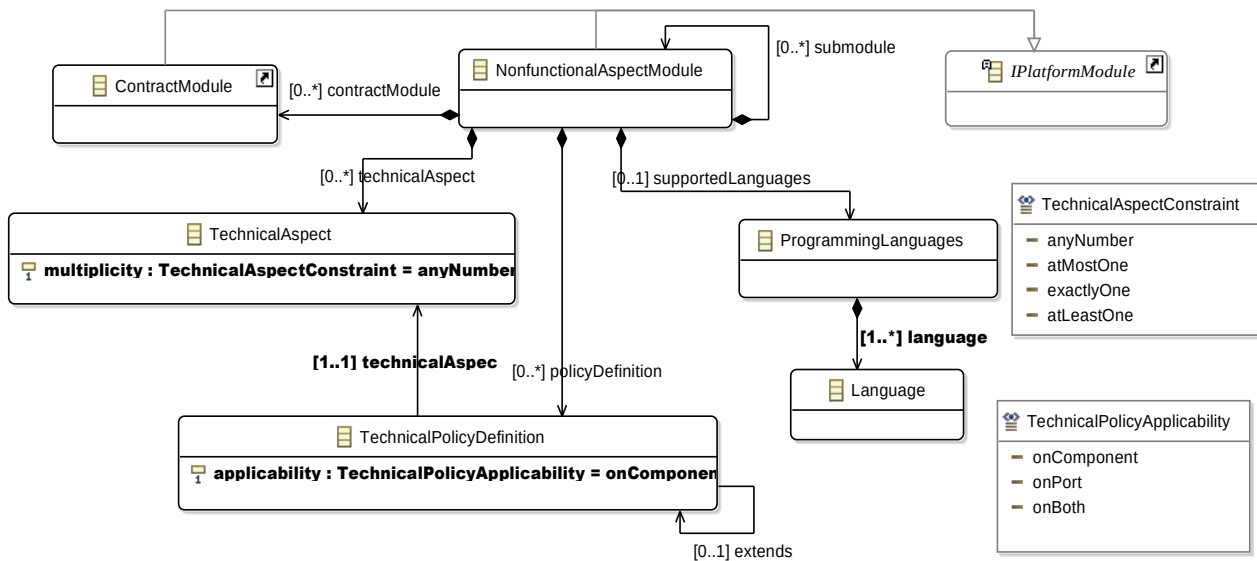 [0..*] submodule
ContractModule
NonfunctionalAspectModule
IPlatformModule
[0..*] contractModule
[0..*] technicalAspect
[0..1] supportedLanguages
TechnicalAspectConstraint
anyNumber
atMostOne
exactlyOne
atLeastOne
TechnicalAspect
multiplicity : TechnicalAspectConstraint = anyNumber
1
ProgrammingLanguages
[1..*] language
[1..1] technicalAspec
[0..*] policyDefinition
Language
TechnicalPolicyDefinition
applicability : TechnicalPolicyApplicability = onComponen
1
TechnicalPolicyApplicability
onComponent
onPort
onBoth
[0..1] extends